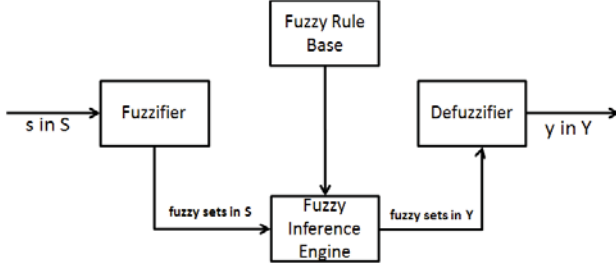 Fuzzy Rule
Base
s in S
Fuzzifier
Defuzzifier
y in Y
fuzzy sets in S
Fuzzy
Inference
Engine
fuzzy sets in Y